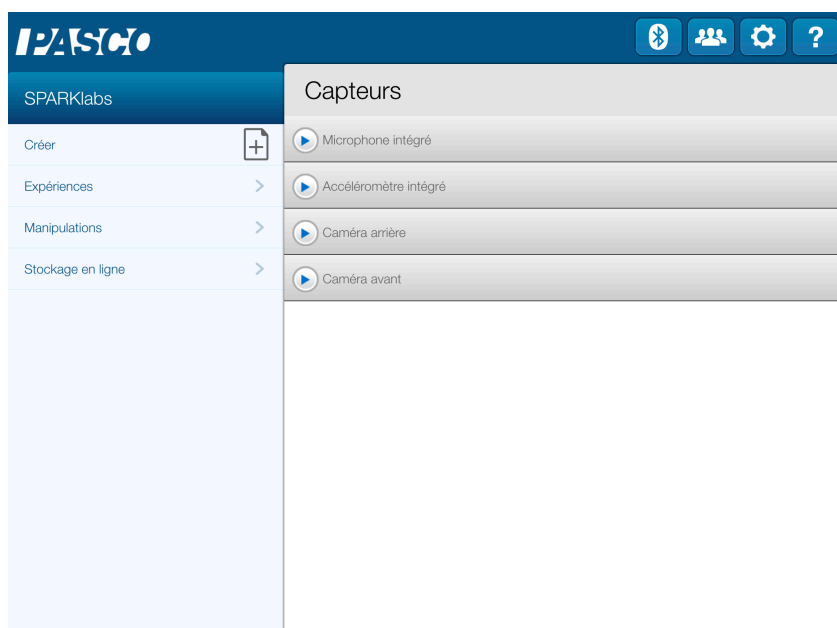 PASCO
?
SPARKlabs
Créer
Expériences
Manipulations
Stockage en ligne
Capteurs
Microphone intégré
Accéléromètre intégré
Caméra arrière
Caméra avant